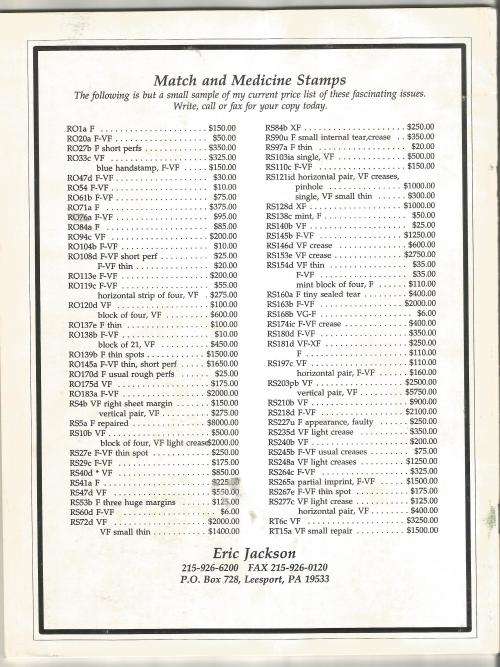 Match and Medicine Stamps
The following is but a small sample of my current price list of these fascinating issues.
Write, call or fax for your copy today.
RO1a F . . . . . . . . $150.00
RO20a F-VF . . . . . . . . $50.00
RO27b F short perfs . . . . . . . . $350.00
RO33c VF . . . . . . . . $325.00
blue handstamp, F-VF . . . . . $150.00
RO47d F-VF . . . . . . . . $30.00
RO54 F-VF . . . . . . . . $10.00
RO61b F-VF . . . . . . . . $75.00
RO71a F . . . . . . . . $375.00
RO76a F-VF . . . . . . . . $95.00
RO84a F . . . . . . . . $85.00
RO94c VF . . . . . . . . $200.00
RO104b F-VF . . . . . . . . $10.00
RO108d F-VF short perf . . . . . . . . $25.00
F-VF thin . . . . . . . . $20.00
RO113e F-VF . . . . . . . . $200.00
RO119c F-VF . . . . . . . . $55.00
horizontal strip of four, VF . $275.00
RO120d VF . . . . . . . . $100.00
block of four, VF . . . . . . . . $600.00
RO137e F thin . . . . . . . . $100.00
RO138b F-VF . . . . . . . . $10.00
block of 21, VF . . . . . . . . $450.00
RO139b F thin spots . . . . . . . . $1500.00
RO145a F-VF thin, short perf . . . . . $1650.00
RO170d F usual rough perfs . . . . . $25.00
RO175d VF . . . . . . . . $175.00
RO183a F-VF . . . . . . . . $2000.00
RS4b VF right sheet margin . . . . . $150.00
vertical pair, VF . . . . . . . . $275.00
RS5a F repaired . . . . . . . . $8000.00
RS10b VF . . . . . . . . $500.00
block of four, VF light crease$2000.00
RS27e F-VF thin spot . . . . . . . . $250.00
RS29c F-VF . . . . . . . . $175.00
RS40d * VF . . . . . . . . $850.00
RS41a F . . . . . . . . $225.00
RS47d VF . . . . . . . . $550.00
RS53b F three huge margins . . . . . $125.00
RS60d F-VF . . . . . . . . $6.00
RS72d VF . . . . . . . . $2000.00
VF small thin . . . . . . . . $1400.00
RS84b XF . . . . . . . . $250.00
RS90u F small internal tear,crease . . $350.00
RS97a F thin . . . . . . . . $20.00
RS103ia single, VF . . . . . . . . $500.00
RS110c F-VF . . . . . . . . $150.00
RS121id horizontal pair, VF creases,
pinhole . . . . . . . . $1000.00
single, VF small thin . . . . . $300.00
RS128d XF . . . . . . . . $1000.00
RS138c mint, F . . . . . . . . $50.00
RS140b VF . . . . . . . . $25.00
RS145b F-VF . . . . . . . . $1250.00
RS146d VF crease . . . . . . . . $600.00
RS153e VF crease . . . . . . . . $2750.00
RS154d VF thin . . . . . . . . $35.00
F-VF . . . . . . . . $35.00
mint block of four, F . . . . . $110.00
RS160a F tiny sealed tear . . . . . $400.00
RS163b F-VF . . . . . . . . $2000.00
RS168b VG-F . . . . . . . . $6.00
RS174ic F-VF crease . . . . . . . . $400.00
RS180d F-VF . . . . . . . . $350.00
RS181d VF-XF . . . . . . . . $250.00
F . . . . . . . . $110.00
RS197c VF . . . . . . . . $110.00
horizontal pair, F-VF . . . . . $160.00
RS203pb VF . . . . . . . . $2500.00
vertical pair, VF . . . . . . . . $5750.00
RS210b VF . . . . . . . . $900.00
RS218d F-VF . . . . . . . . $2100.00
RS227u F appearance, faulty . . . . . $250.00
RS235d VF light crease . . . . . . . . $350.00
RS240b VF . . . . . . . . $200.00
RS245b F-VF usual creases . . . . . $75.00
RS248a VF light creases . . . . . . . . $1250.00
RS264c F-VF . . . . . . . . $325.00
RS265a partial imprint, F-VF . . . . . $1500.00
RS267e F-VF thin spot . . . . . . . . $175.00
RS277c VF light crease . . . . . . . . $125.00
horizontal pair, VF . . . . . $400.00
RT6c VF . . . . . . . . $3250.00
RT15a VF small repair . . . . . . . . $1500.00
Eric Jackson
215-926-6200 FAX 215-926-0120
P.O. Box 728, Leesport, PA 19533